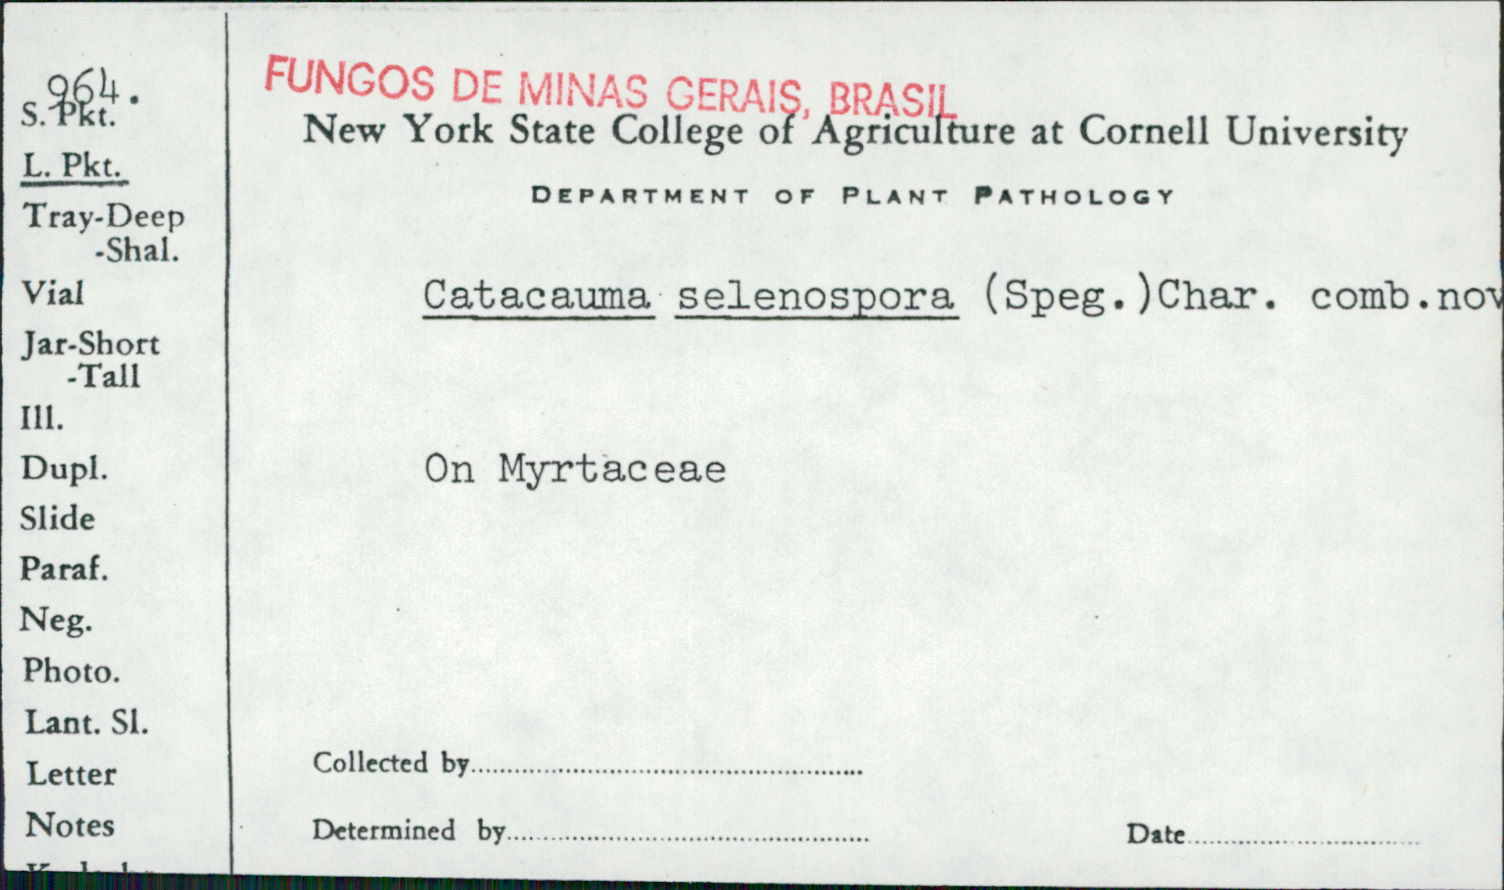 964.
S. Pkt.
L. Pkt.
Tray-Deep
-Shal.
Vial
Jar-Short
-Tall
Ill.
Dupl.
Slide
Paraf.
Neg.
Photo.
Lant. Sl.
Letter
Notes
FUNGOS DE MINAS GERAIS, BRASIL
New York State College of Agriculture at Cornell University
DEPARTMENT OF PLANT PATHOLOGY
Catacauma selenospora (Speg.)Char. comb.nov
On Myrtaceae
Collected by
Determined by
Date